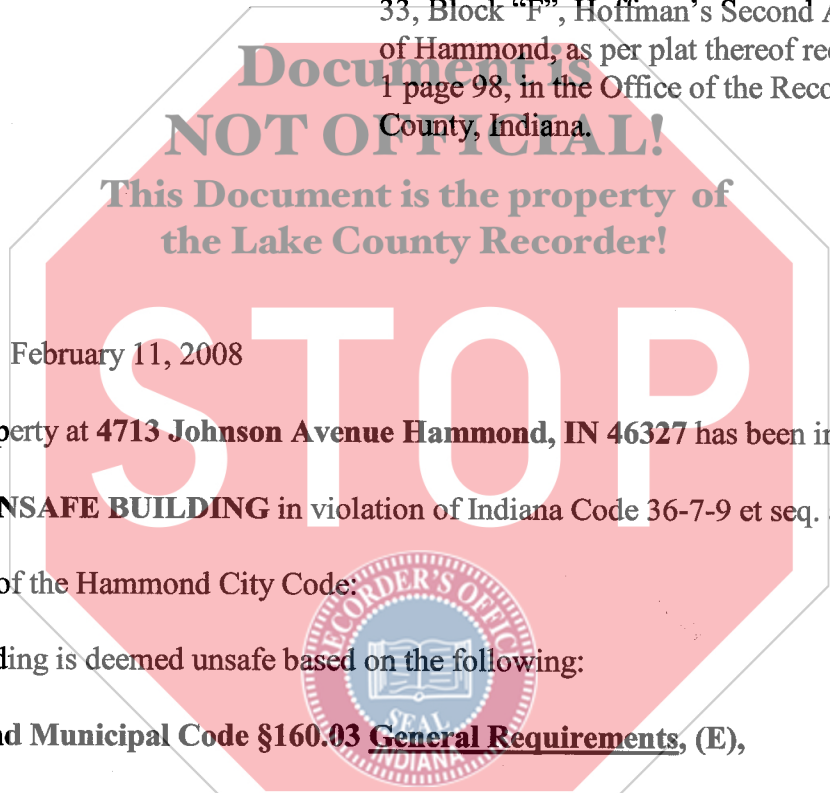 33, Block “F”, Hoffman’s Second A
of Hammond, as per plat thereof rec
1 page 98, in the Office of the Reco
County, Indiana.
Document is
NOT OFFICIAL!
This Document is the property of
the Lake County Recorder!
STOP
February 11, 2008
perty at 4713 Johnson Avenue Hammond, IN 46327 has been in
NSAFE BUILDING in violation of Indiana Code 36-7-9 et seq.
of the Hammond City Code:
ding is deemed unsafe based on the following:
nd Municipal Code §160.03 General Requirements, (E),
RECORDER'S OFFICE
SEAL
INDIANA